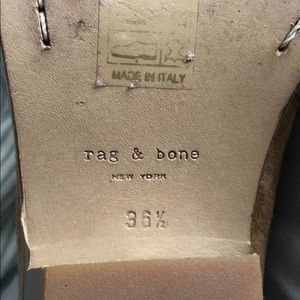 MADE IN ITALY
rag & bone
NEW YORK
36½